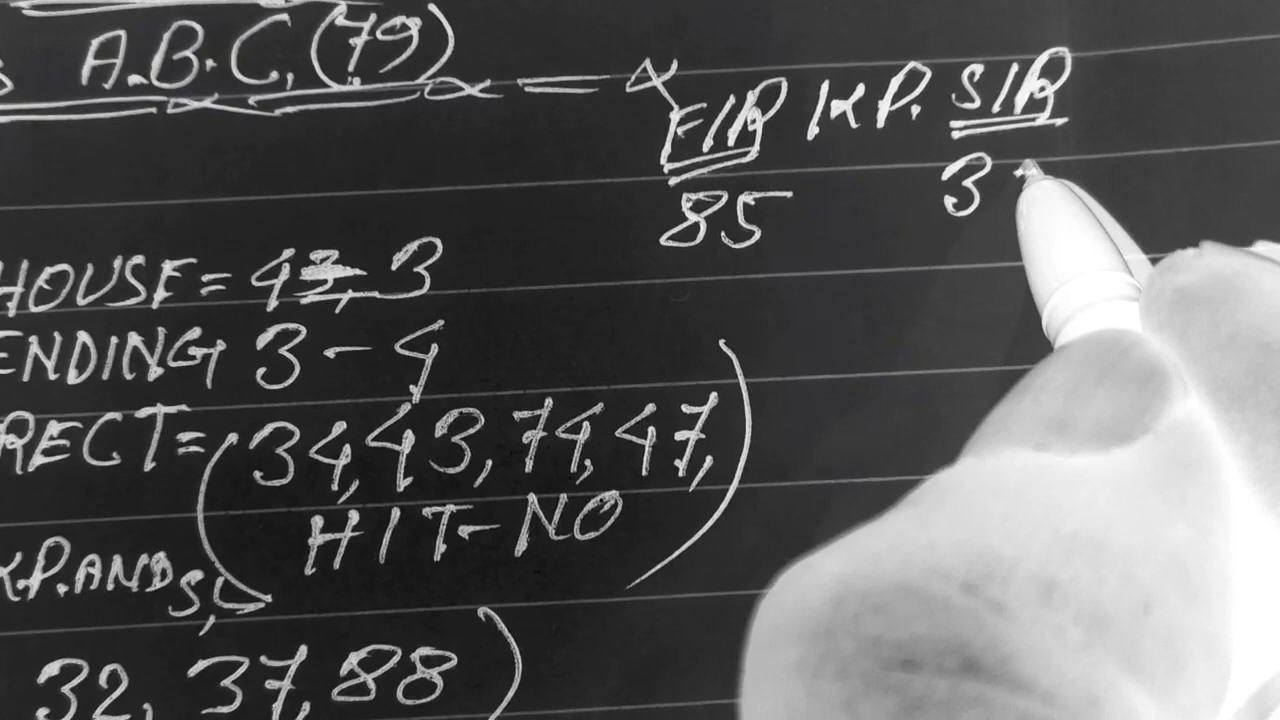 A.B.C, (79)
F/R K.P. S/R
85 3
HOUSE = 4 3
ENDING 3 - 4
RECT = (34, 43, 74, 47,)
HIT - NO
K.P. AND S,L
32, 37, 88)